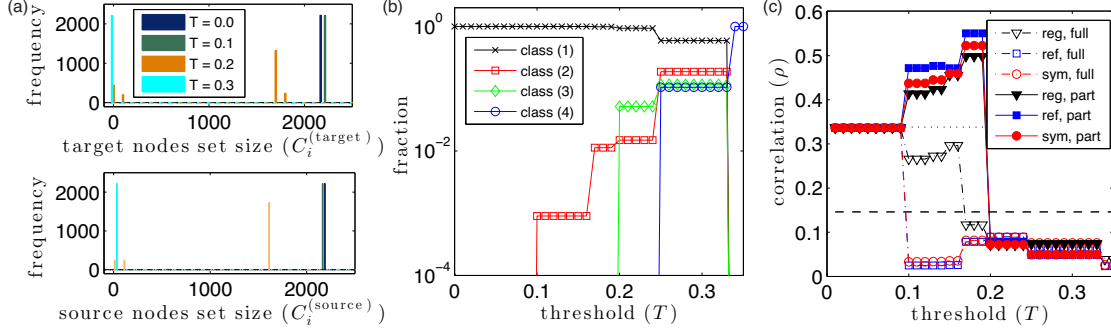 (a)
frequency
2000
1000
0
T = 0.0
T = 0.1
T = 0.2
T = 0.3
0 1000 2000
target nodes set size (C_i^(target))
frequency
2000
1000
0
0 1000 2000
source nodes set size (C_i^(source))
(b)
fraction
10^0
10^-2
10^-4
class (1)
class (2)
class (3)
class (4)
0 0.1 0.2 0.3
threshold (T)
(c)
correlation (ρ)
0.6
0.5
0.4
0.3
0.2
0.1
0
reg, full
ref, full
sym, full
reg, part
ref, part
sym, part
0 0.1 0.2 0.3
threshold (T)